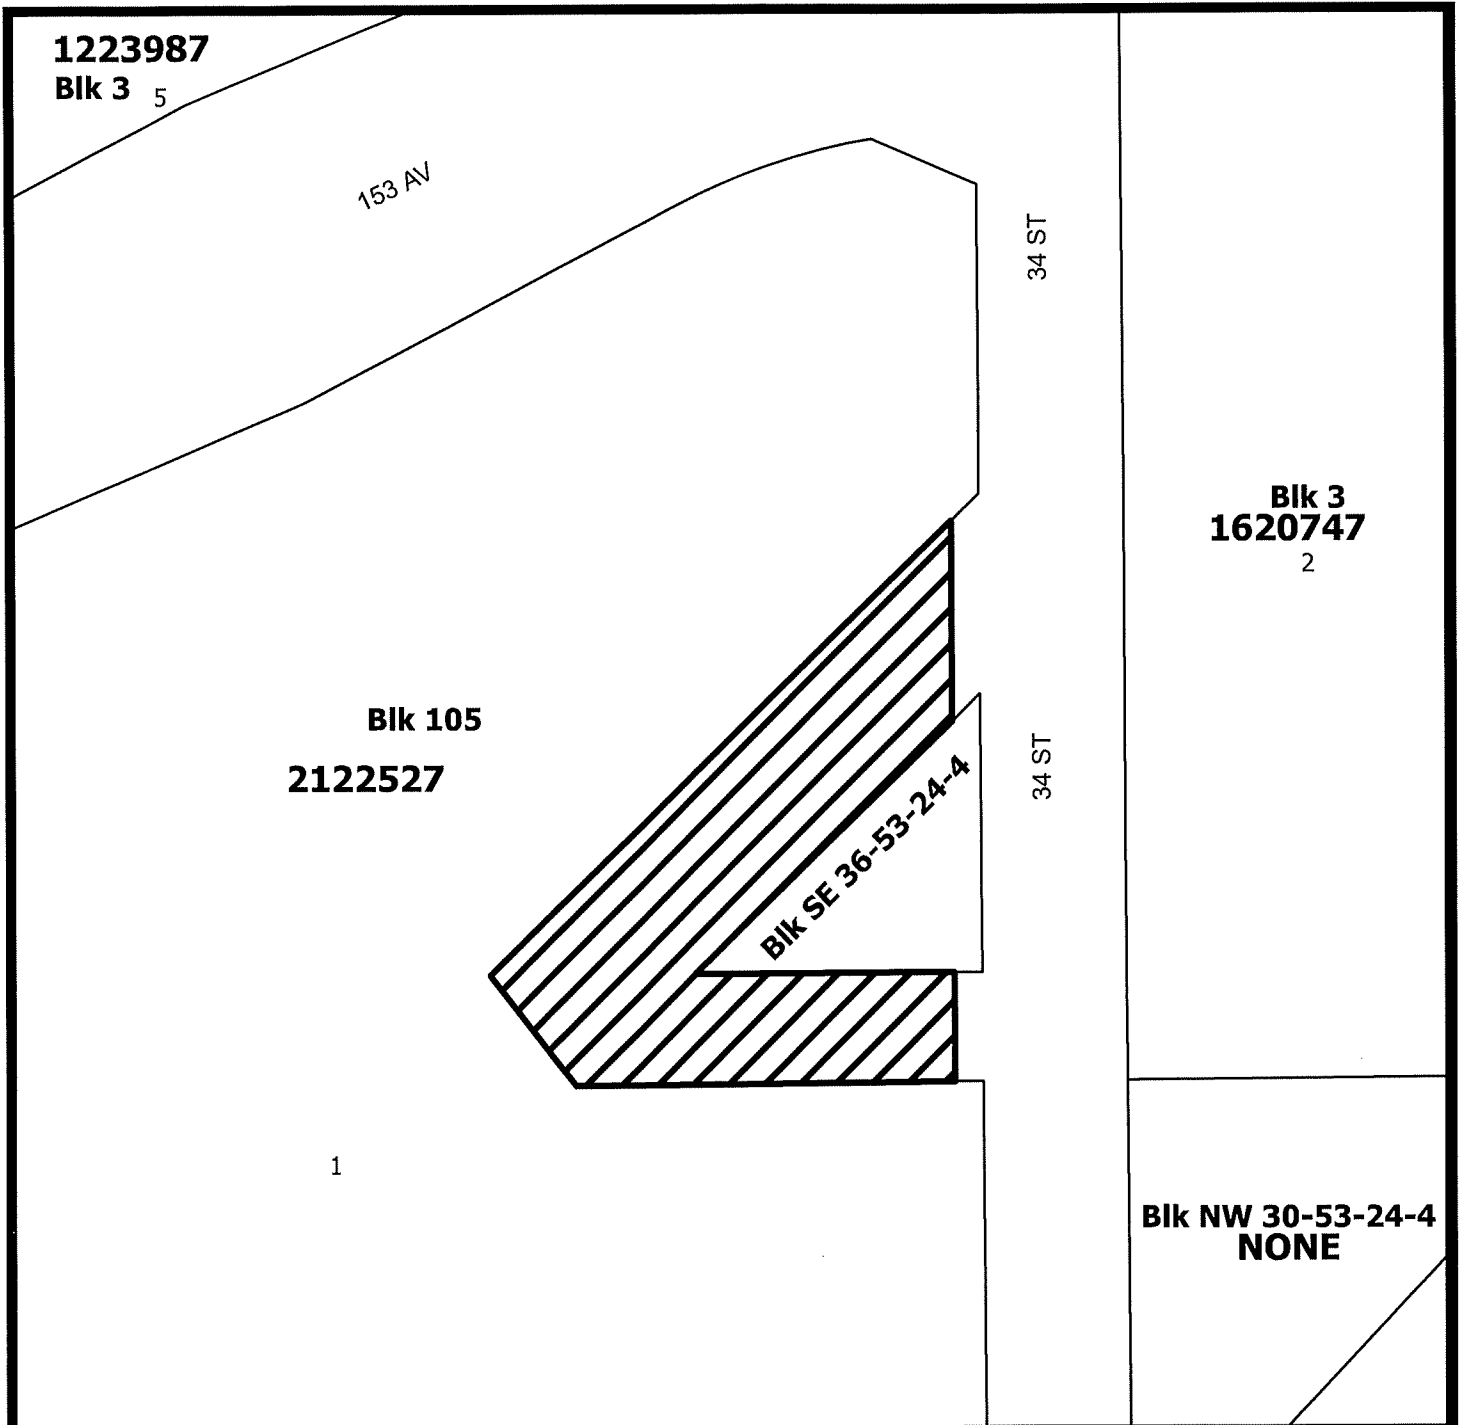 1223987
Blk 3 5
153 AV
34 ST
Blk 3
1620747
2
Blk 105
2122527
34 ST
Blk SE 36-53-24-4
1
Blk NW 30-53-24-4
NONE